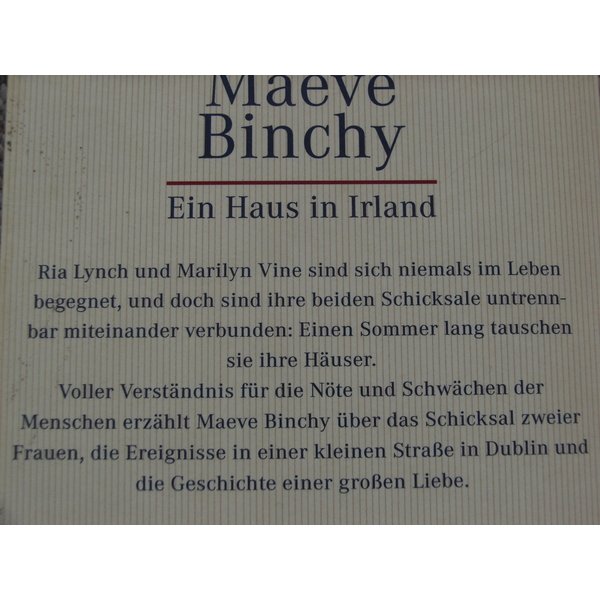 Maeve
Binchy
Ein Haus in Irland
Ria Lynch und Marilyn Vine sind sich niemals im Leben
begegnet, und doch sind ihre beiden Schicksale untrenn-
bar miteinander verbunden: Einen Sommer lang tauschen
sie ihre Häuser.
Voller Verständnis für die Nöte und Schwächen der
Menschen erzählt Maeve Binchy über das Schicksal zweier
Frauen, die Ereignisse in einer kleinen Straße in Dublin und
die Geschichte einer großen Liebe.